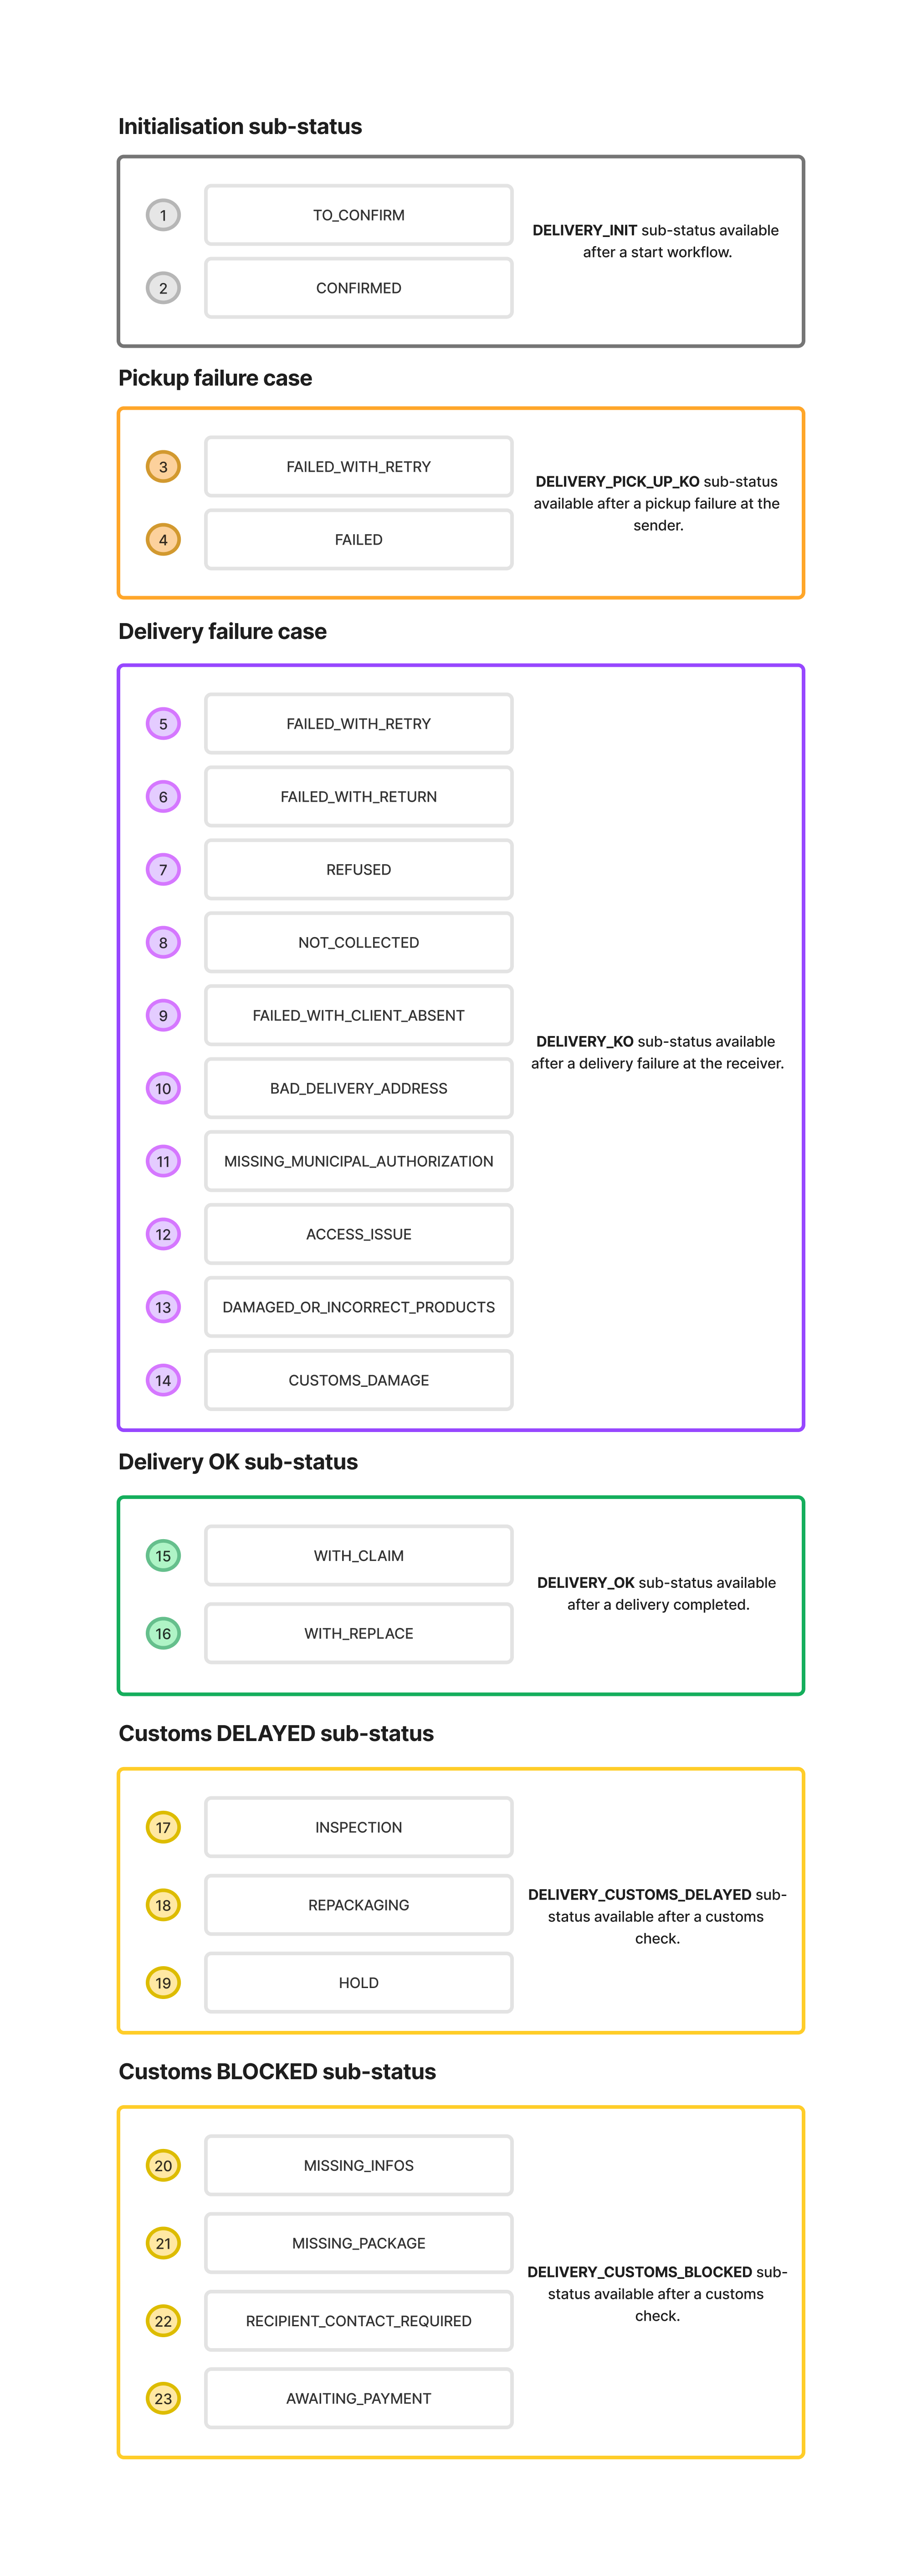 Initialisation sub-status
1
TO_CONFIRM
2
CONFIRMED
DELIVERY_INIT sub-status available
after a start workflow.
Pickup failure case
3
FAILED_WITH_RETRY
4
FAILED
DELIVERY_PICK_UP_KO sub-status
available after a pickup failure at the
sender.
Delivery failure case
5
FAILED_WITH_RETRY
6
FAILED_WITH_RETURN
7
REFUSED
8
NOT_COLLECTED
9
FAILED_WITH_CLIENT_ABSENT
10
BAD_DELIVERY_ADDRESS
11
MISSING_MUNICIPAL_AUTHORIZATION
12
ACCESS_ISSUE
13
DAMAGED_OR_INCORRECT_PRODUCTS
14
CUSTOMS_DAMAGE
DELIVERY_KO sub-status available
after a delivery failure at the receiver.
Delivery OK sub-status
15
WITH_CLAIM
16
WITH_REPLACE
DELIVERY_OK sub-status available
after a delivery completed.
Customs DELAYED sub-status
17
INSPECTION
18
REPACKAGING
19
HOLD
DELIVERY_CUSTOMS_DELAYED sub-
status available after a customs
check.
Customs BLOCKED sub-status
20
MISSING_INFOS
21
MISSING_PACKAGE
22
RECIPIENT_CONTACT_REQUIRED
23
AWAITING_PAYMENT
DELIVERY_CUSTOMS_BLOCKED sub-
status available after a customs
check.